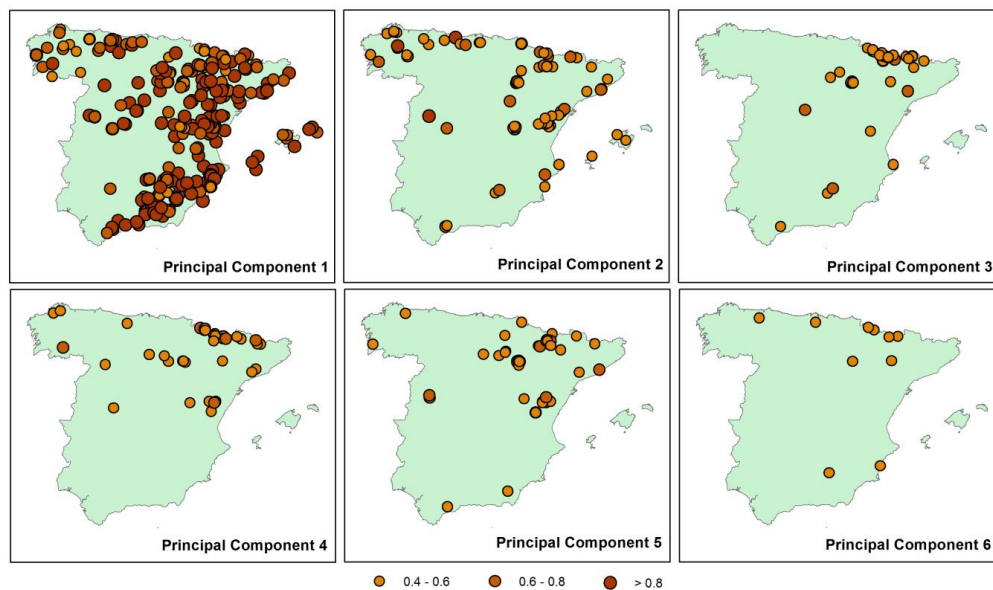 Principal Component 1
Principal Component 2
Principal Component 3
Principal Component 4
Principal Component 5
Principal Component 6
0.4 - 0.6
0.6 - 0.8
> 0.8